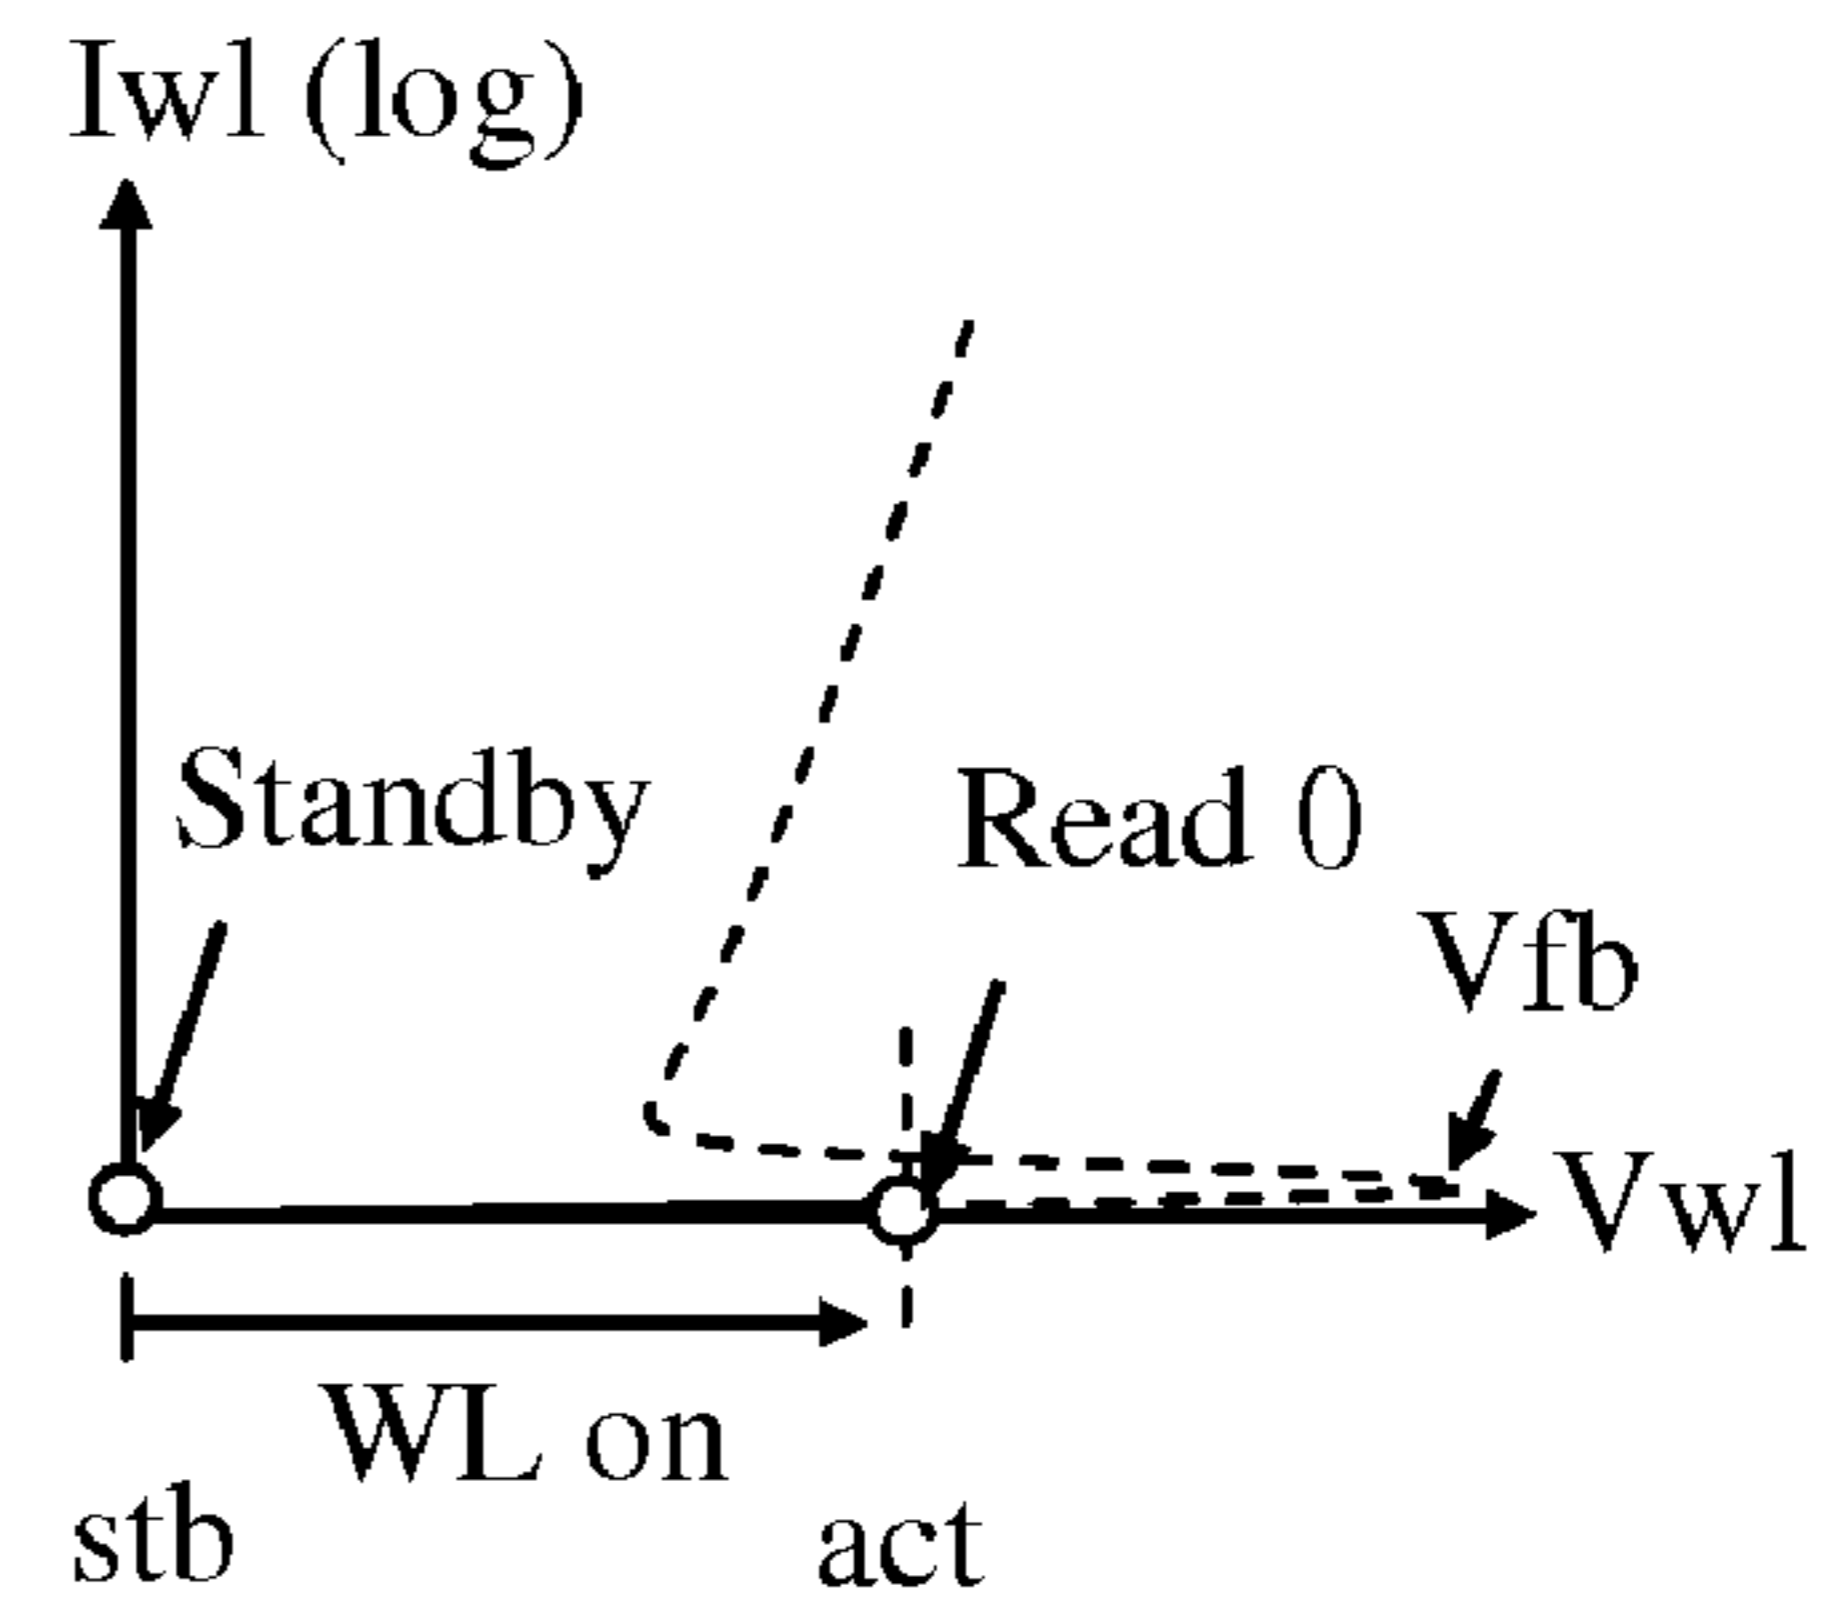 Iwl (log)
Standby
Read 0
Vfb
Vwl
WL on
stb
act